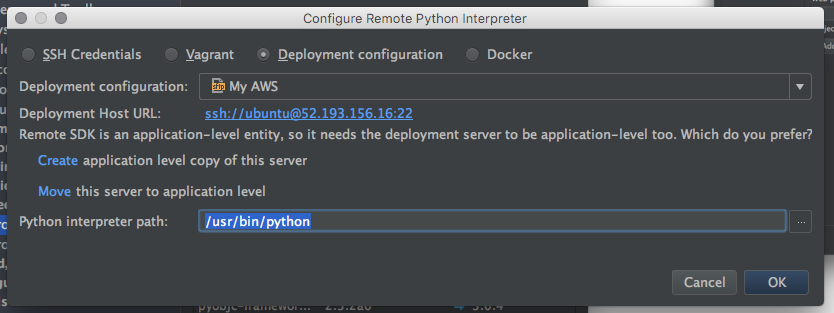 Configure Remote Python Interpreter
SSH Credentials Vagrant Deployment configuration Docker
Deployment configuration: sftp My AWS
Deployment Host URL: ssh://ubuntu@52.193.156.16:22
Remote SDK is an application-level entity, so it needs the deployment server to be application-level too. Which do you prefer?
Create application level copy of this server
Move this server to application level
Python interpreter path: /usr/bin/python ...
Cancel OK